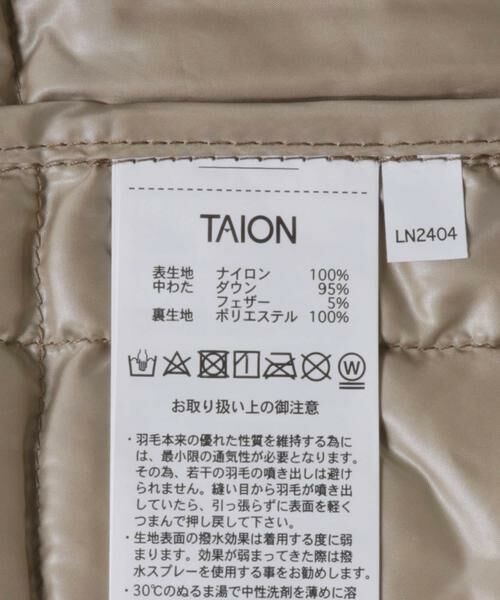 TAION
LN2404
表生地 ナイロン 100%
中わた ダウン 95%
フェザー 5%
裏生地 ポリエステル 100%
W
お取り扱い上の御注意
・羽毛本来の優れた性質を維持する為に
は、最小限の通気性が必要となります。
その為、若干の羽毛の噴き出しは避け
られません。縫い目から羽毛が噴き出
していたら、引っ張らずに表面を軽く
つまんで押し戻して下さい。
・生地表面の撥水効果は着用する度に弱
まります。効果が弱まってきた際は撥
水スプレーを使用する事をお勧めします。
・30℃のぬるま湯で中性洗剤を薄めに溶